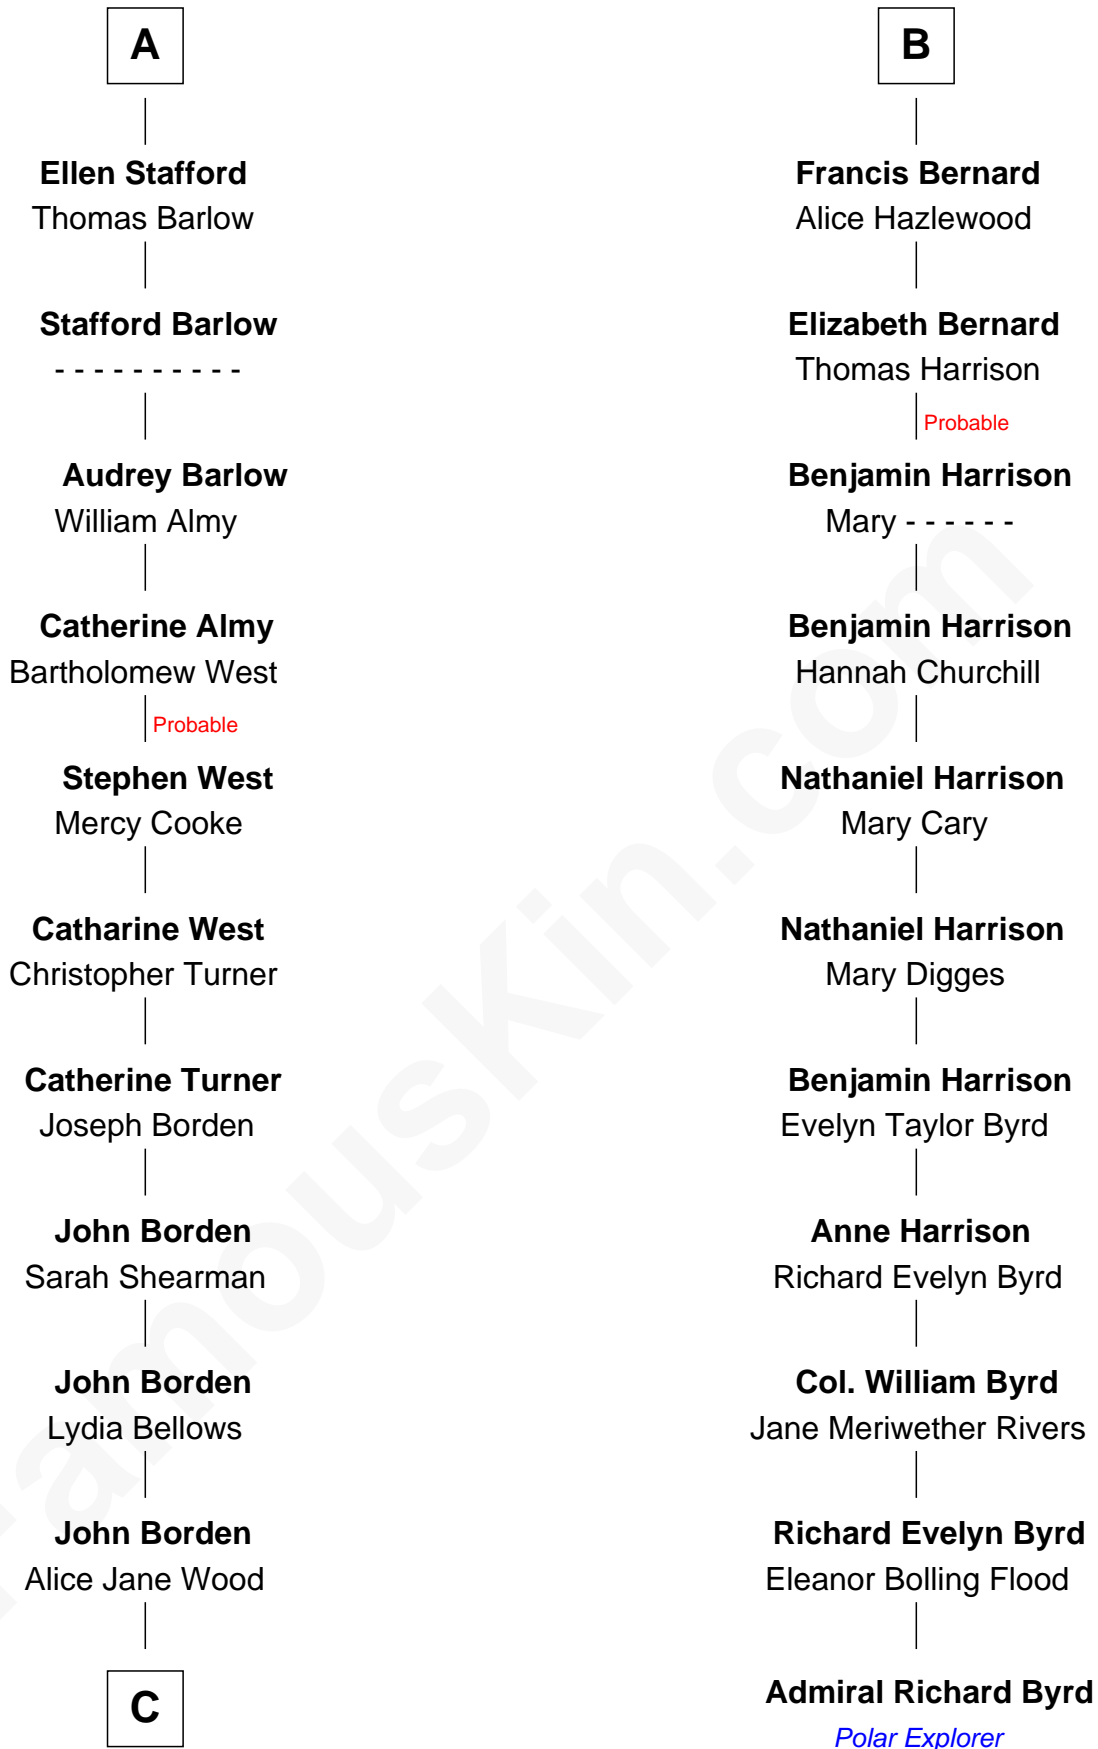 A
Ellen Stafford
Thomas Barlow
Stafford Barlow
- - - - - - - - - -
Audrey Barlow
William Almy
Catherine Almy
Bartholomew West
Probable
Stephen West
Mercy Cooke
Catharine West
Christopher Turner
Catherine Turner
Joseph Borden
John Borden
Sarah Shearman
John Borden
Lydia Bellows
John Borden
Alice Jane Wood
C
B
Francis Bernard
Alice Hazlewood
Elizabeth Bernard
Thomas Harrison
Probable
Benjamin Harrison
Mary - - - - - -
Benjamin Harrison
Hannah Churchill
Nathaniel Harrison
Mary Cary
Nathaniel Harrison
Mary Digges
Benjamin Harrison
Evelyn Taylor Byrd
Anne Harrison
Richard Evelyn Byrd
Col. William Byrd
Jane Meriwether Rivers
Richard Evelyn Byrd
Eleanor Bolling Flood
Admiral Richard Byrd
Polar Explorer
FamousKin.com